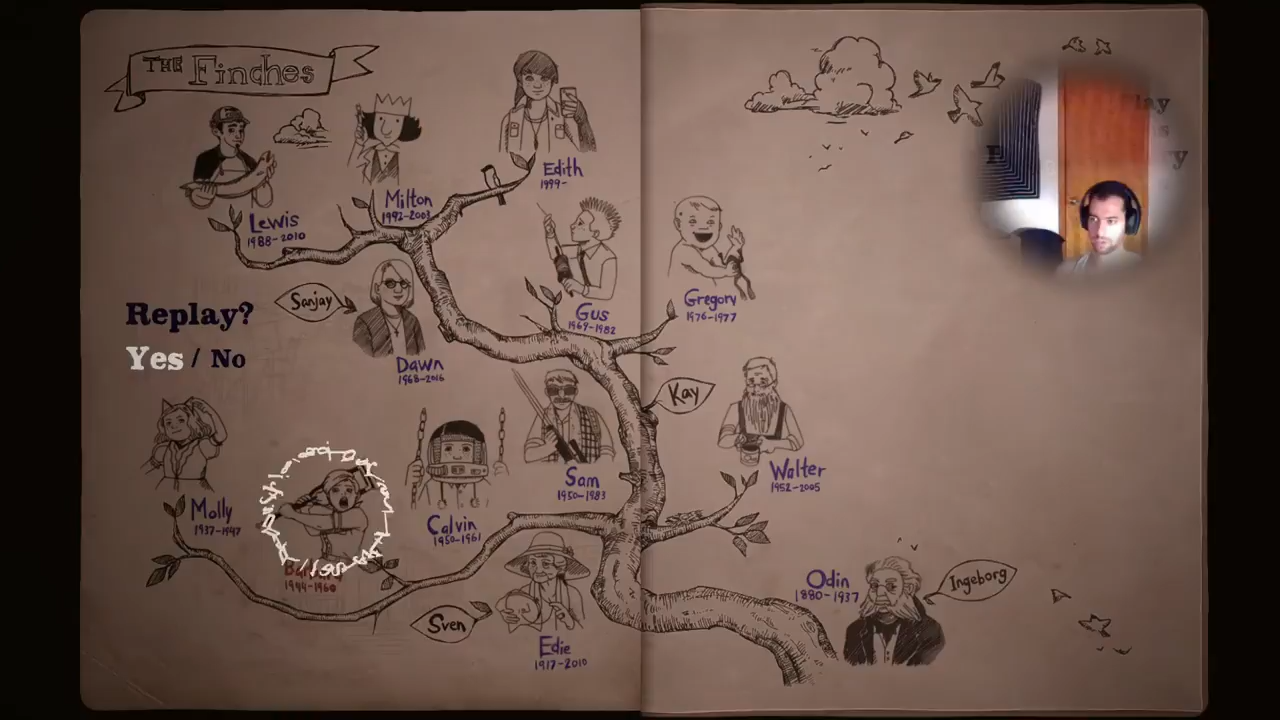 THE Finches
Edith
1999-
Milton
1992-2003
Lewis
1988-2010
Sanjay
Gus
1969-1982
Gregory
1976-1977
Replay?
Yes / No
Dawn
1968-2016
Kay
Walter
1952-2005
Sam
1950-1983
Molly
1937-1947
Calvin
1950-1961
1944-1960
Odin
1880-1937
Ingeborg
Sven
Edie
1917-2010